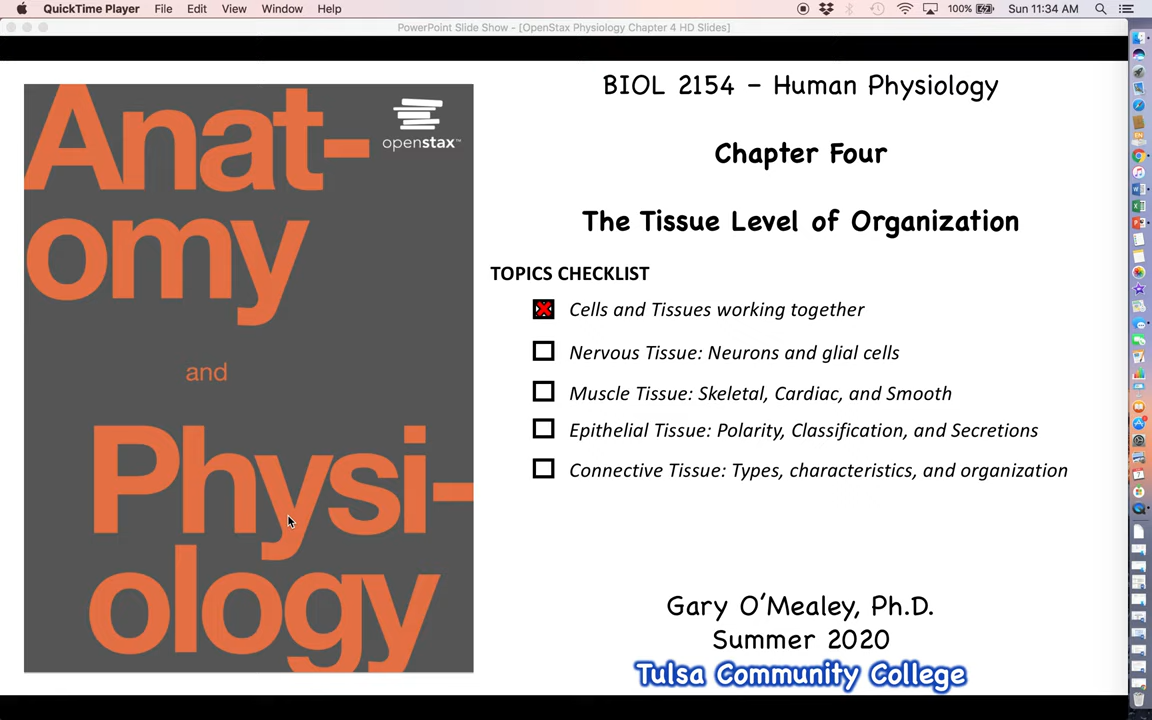 QuickTime Player File Edit View Window Help 100% Sun 11:34 AM
PowerPoint Slide Show - [OpenStax Physiology Chapter 4 HD Slides]
Anat-
omy
and
Physi-
ology
openstax™
BIOL 2154 – Human Physiology
Chapter Four
The Tissue Level of Organization
TOPICS CHECKLIST
Cells and Tissues working together
Nervous Tissue: Neurons and glial cells
Muscle Tissue: Skeletal, Cardiac, and Smooth
Epithelial Tissue: Polarity, Classification, and Secretions
Connective Tissue: Types, characteristics, and organization
Gary O’Mealey, Ph.D.
Summer 2020
Tulsa Community College